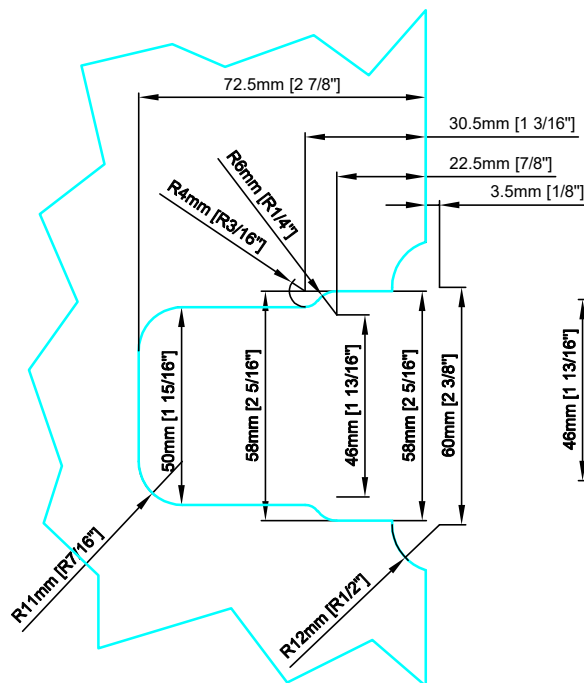 72.5mm [2 7/8"]
30.5mm [1 3/16"]
22.5mm [7/8"]
3.5mm [1/8"]
R6mm [R1/4"]
R4mm [R3/16"]
50mm [1 15/16"]
58mm [2 5/16"]
46mm [1 13/16"]
58mm [2 5/16"]
60mm [2 3/8"]
46mm [1 13/16"]
R11mm [R7/16"]
R12mm [R1/2"]